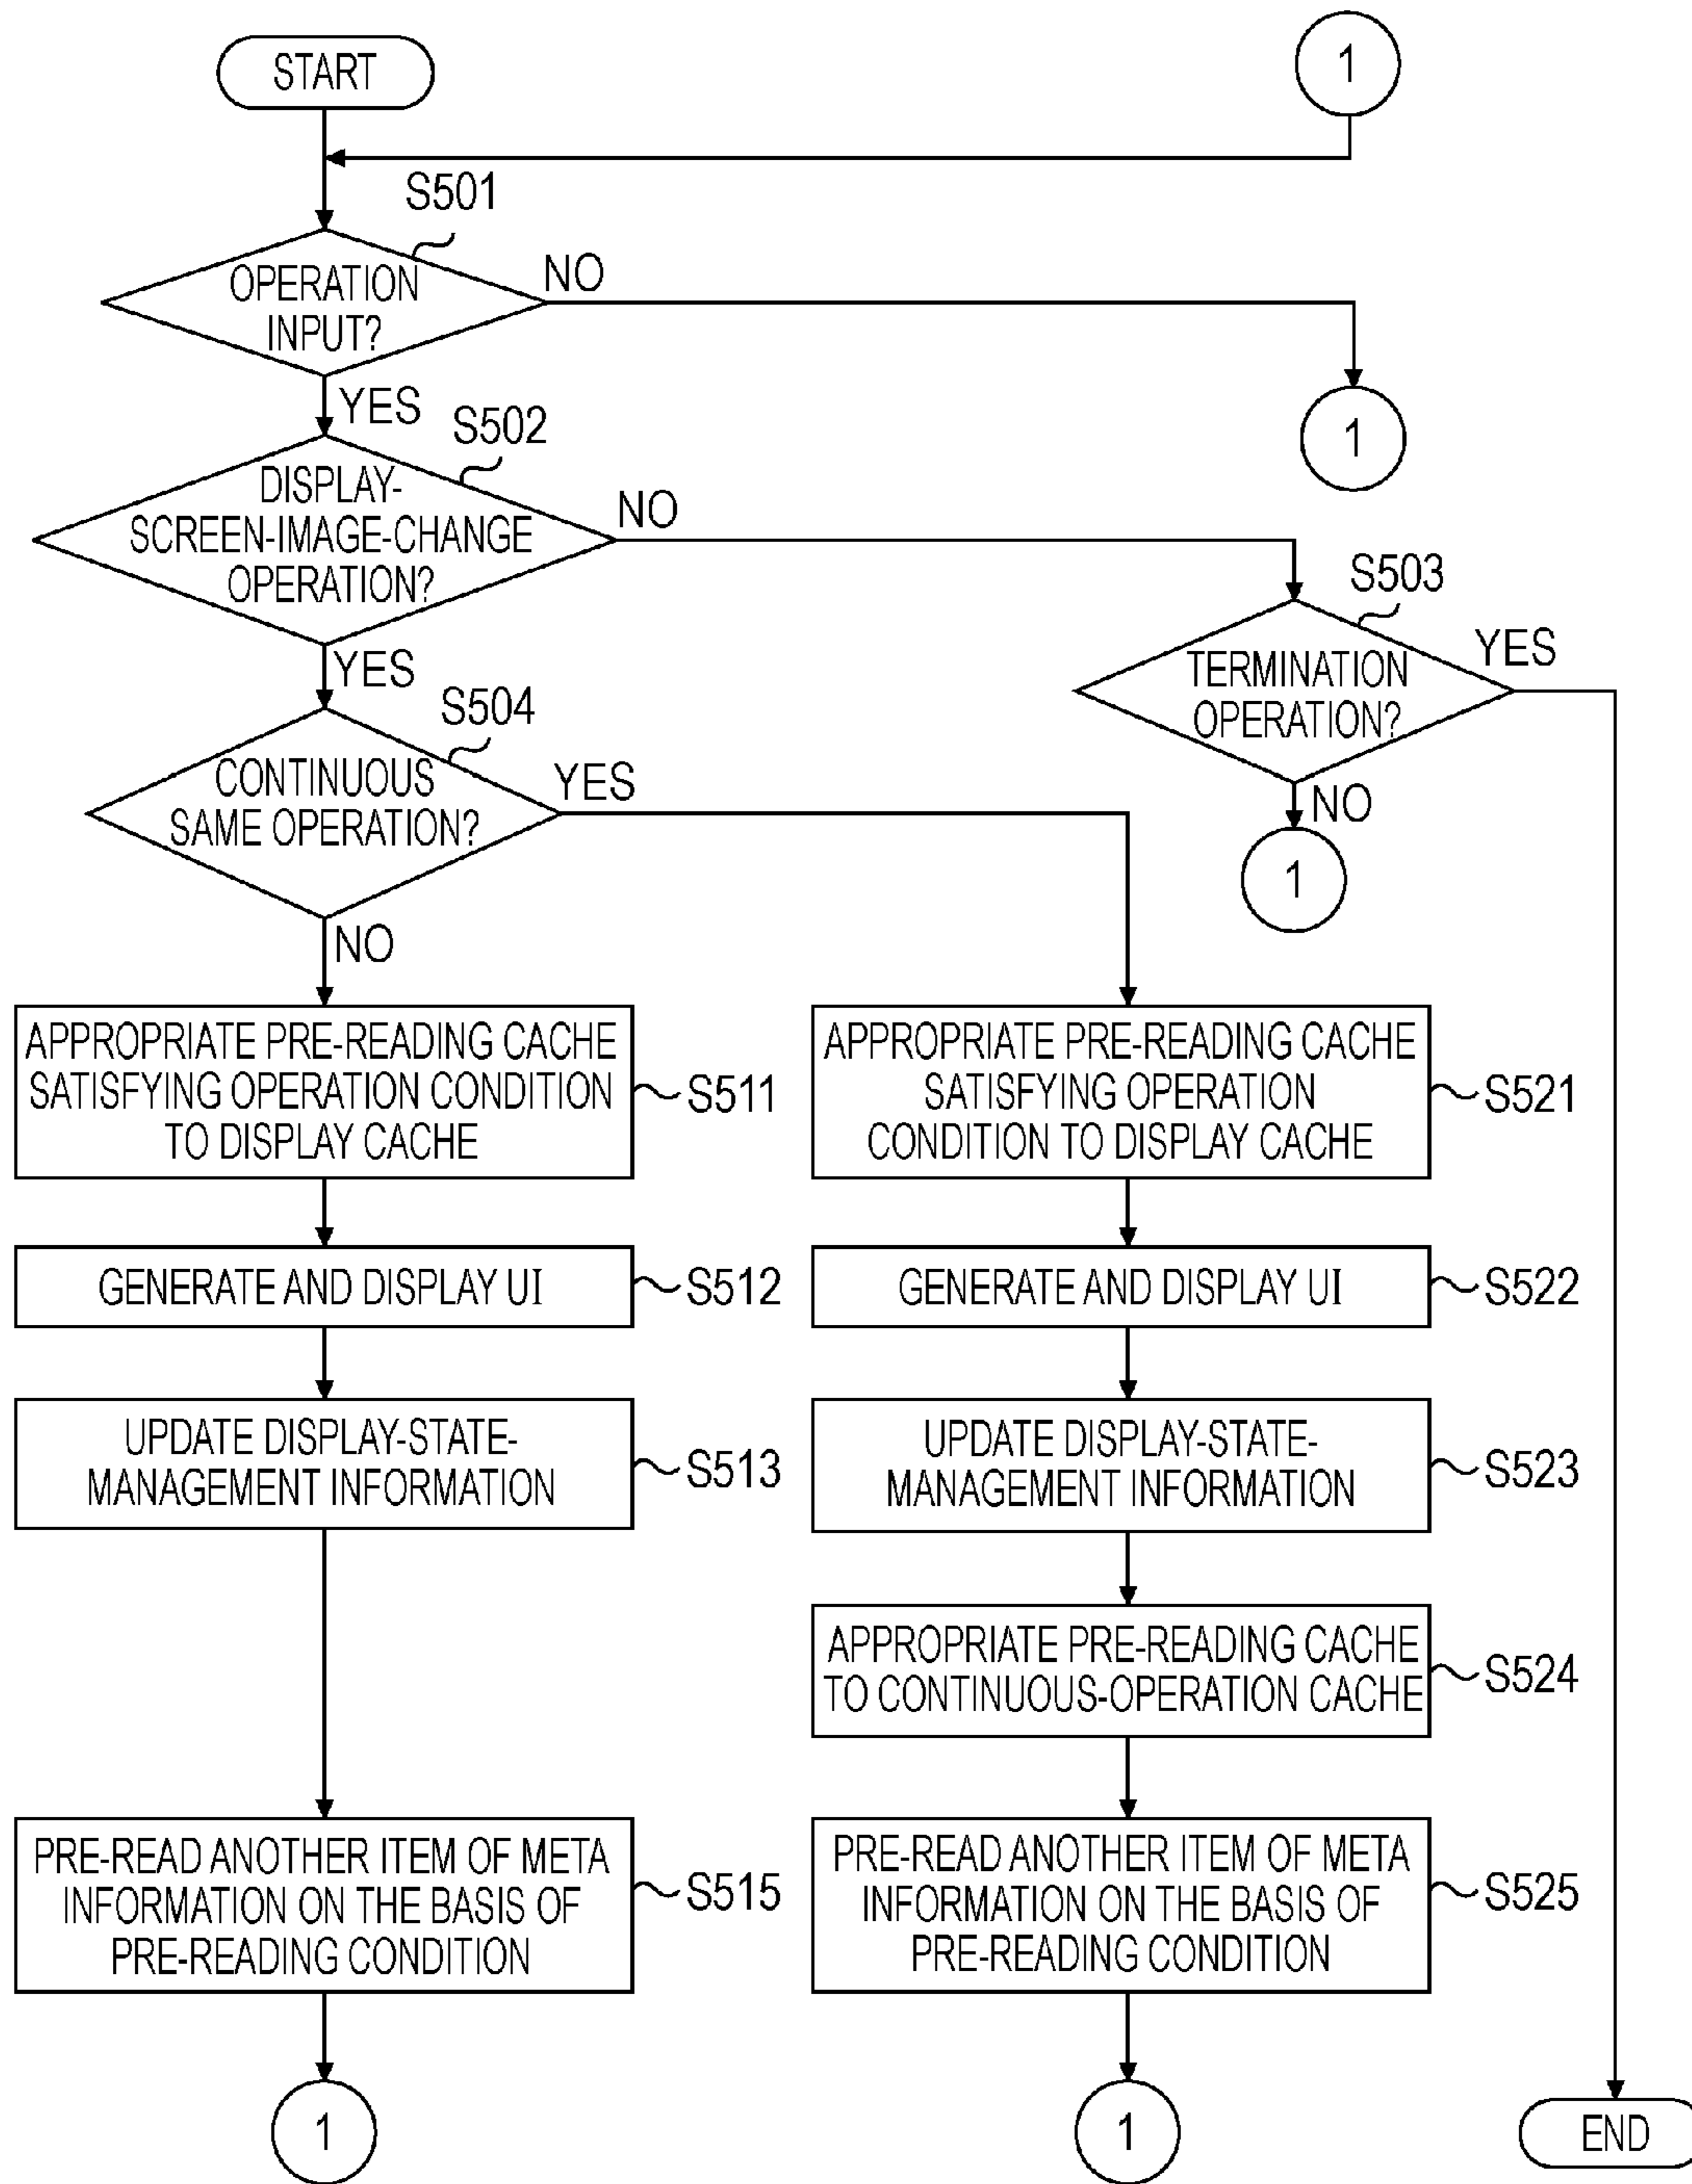 START
1
S501
OPERATION
INPUT?
NO
YES
1
S502
DISPLAY-
SCREEN-IMAGE-CHANGE
OPERATION?
NO
YES
S503
TERMINATION
OPERATION?
YES
NO
1
S504
CONTINUOUS
SAME OPERATION?
YES
NO
APPROPRIATE PRE-READING CACHE
SATISFYING OPERATION CONDITION
TO DISPLAY CACHE
S511
APPROPRIATE PRE-READING CACHE
SATISFYING OPERATION
CONDITION TO DISPLAY CACHE
S521
GENERATE AND DISPLAY UI
S512
GENERATE AND DISPLAY UI
S522
UPDATE DISPLAY-STATE-
MANAGEMENT INFORMATION
S513
UPDATE DISPLAY-STATE-
MANAGEMENT INFORMATION
S523
APPROPRIATE PRE-READING CACHE
TO CONTINUOUS-OPERATION CACHE
S524
PRE-READ ANOTHER ITEM OF META
INFORMATION ON THE BASIS OF
PRE-READING CONDITION
S515
PRE-READ ANOTHER ITEM OF META
INFORMATION ON THE BASIS OF
PRE-READING CONDITION
S525
1
1
END